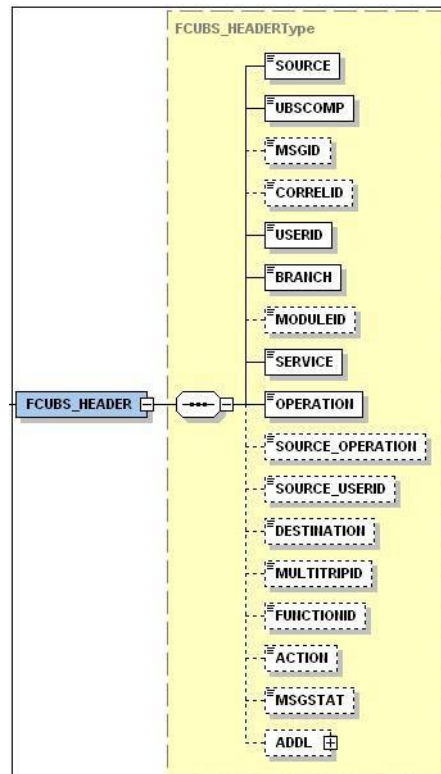 FCUBS_HEADERType
SOURCE
UBSCOMP
MSGID
CORRELID
USERID
BRANCH
MODULEID
SERVICE
FCUBS_HEADER
OPERATION
SOURCE_OPERATION
SOURCE_USERID
DESTINATION
MULTITRIPID
FUNCTIONID
ACTION
MSGSTAT
ADDL